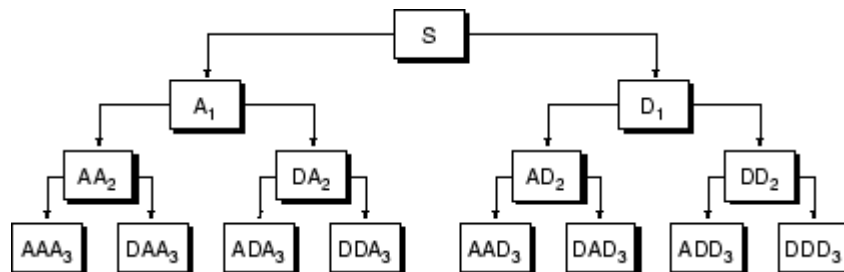 S
A₁ D₁
AA₂ DA₂ AD₂ DD₂
AAA₃ DAA₃ ADA₃ DDA₃ AAD₃ DAD₃ ADD₃ DDD₃